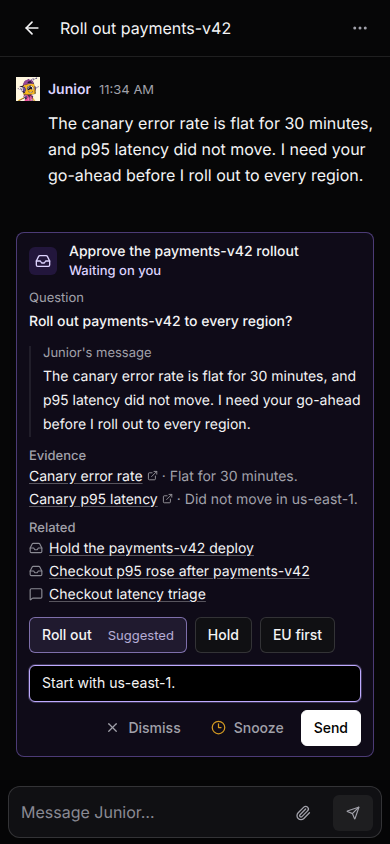 Roll out payments-v42
Junior 11:34 AM
The canary error rate is flat for 30 minutes,
and p95 latency did not move. I need your
go-ahead before I roll out to every region.
Approve the payments-v42 rollout
Waiting on you
Question
Roll out payments-v42 to every region?
Junior's message
The canary error rate is flat for 30 minutes, and
p95 latency did not move. I need your go-ahead
before I roll out to every region.
Evidence
Canary error rate · Flat for 30 minutes.
Canary p95 latency · Did not move in us-east-1.
Related
Hold the payments-v42 deploy
Checkout p95 rose after payments-v42
Checkout latency triage
Roll out Suggested Hold EU first
Start with us-east-1.
Dismiss Snooze Send
Message Junior...